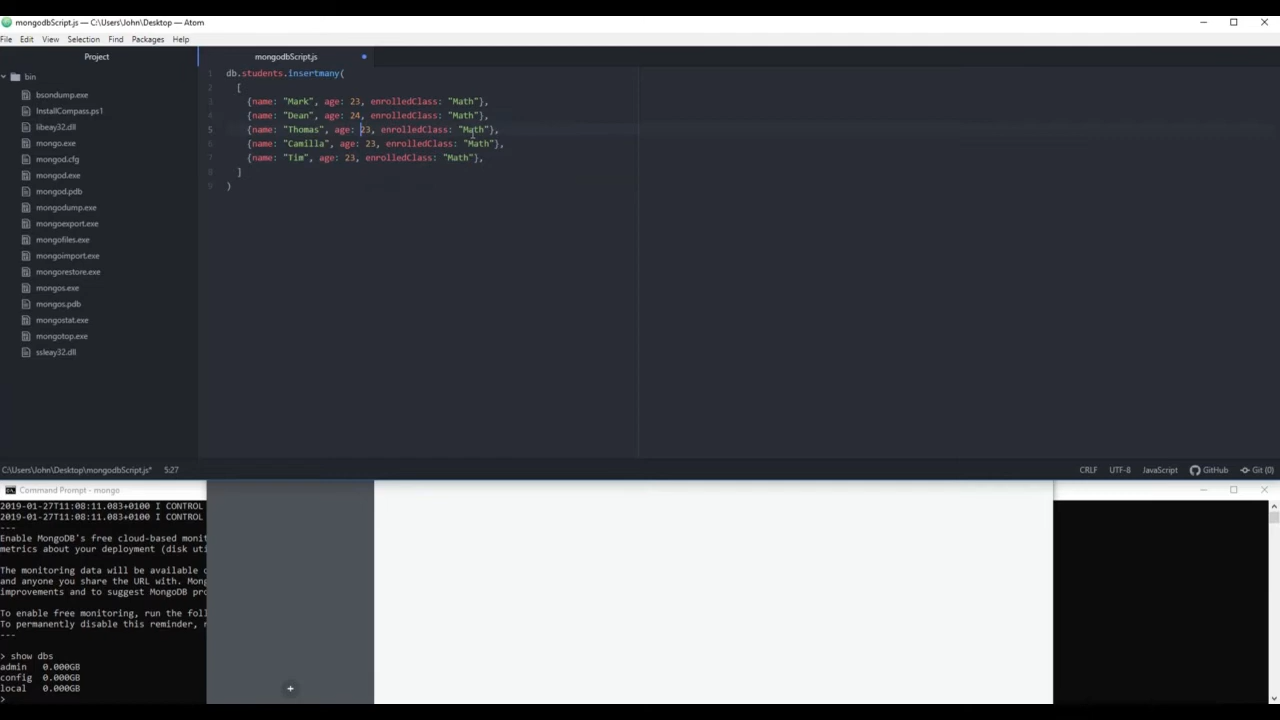 mongodbScript.js — C:\Users\John\Desktop — Atom
File Edit View Selection Find Packages Help
Project
bin
bsondump.exe
InstallCompass.ps1
libeay32.dll
mongo.exe
mongod.cfg
mongod.exe
mongod.pdb
mongodump.exe
mongoexport.exe
mongofiles.exe
mongoimport.exe
mongorestore.exe
mongos.exe
mongos.pdb
mongostat.exe
mongotop.exe
ssleay32.dll
mongodbScript.js
1 db.students.insertmany(
2 [
3 {name: "Mark", age: 23, enrolledClass: "Math"},
4 {name: "Dean", age: 24, enrolledClass: "Math"},
5 {name: "Thomas", age: 23, enrolledClass: "Math"},
6 {name: "Camilla", age: 23, enrolledClass: "Math"},
7 {name: "Tim", age: 23, enrolledClass: "Math"},
8 ]
9 )
C:\Users\John\Desktop\mongodbScript.js* 5:27 CRLF UTF-8 JavaScript GitHub Git (0)
Command Prompt - mongo
2019-01-27T11:08:11.083+0100 I CONTROL
2019-01-27T11:08:11.083+0100 I CONTROL
---
Enable MongoDB's free cloud-based monit
metrics about your deployment (disk uti
The monitoring data will be available o
and anyone you share the URL with. Mong
improvements and to suggest MongoDB pro
To enable free monitoring, run the foll
To permanently disable this reminder, r
---
> show dbs
admin 0.000GB
config 0.000GB
local 0.000GB
>